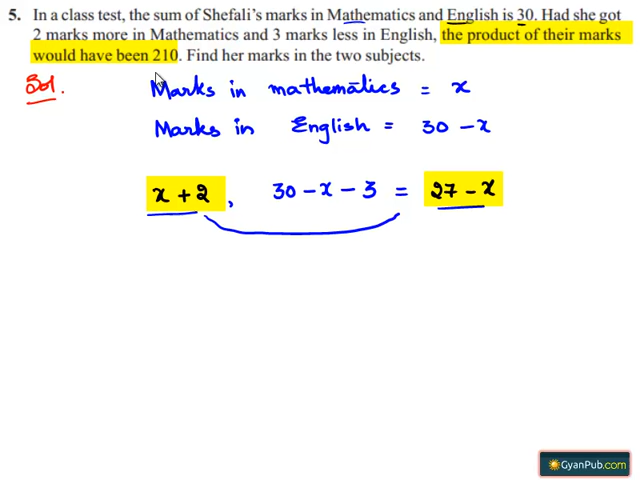 5. In a class test, the sum of Shefali's marks in Mathematics and English is 30. Had she got
2 marks more in Mathematics and 3 marks less in English, the product of their marks
would have been 210. Find her marks in the two subjects.
Sol.
Marks in mathematics = x
Marks in English = 30 - x
x + 2, 30 - x - 3 = 27 - x
GyanPub.com